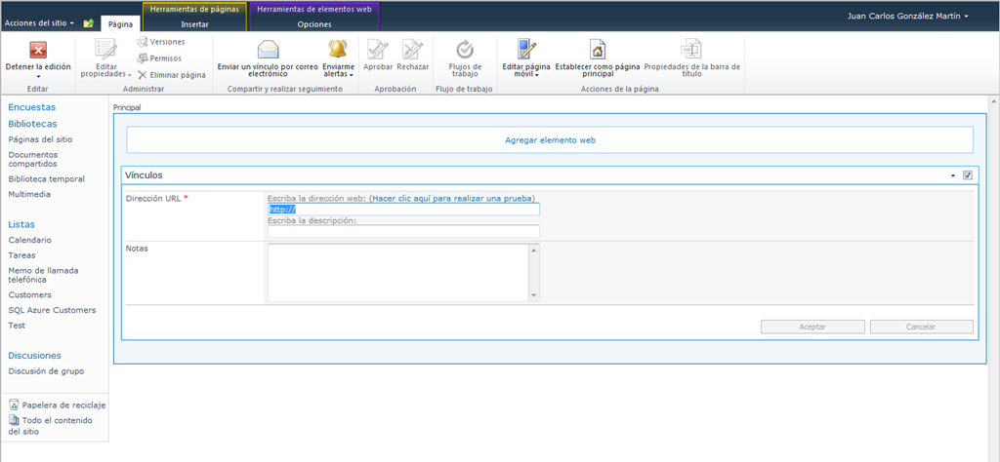 Acciones del sitio
Página
Herramientas de páginas
Insertar
Herramientas de elementos web
Opciones
Juan Carlos González Martín
Detener la edición
Editar
Editar
propiedades
Versiones
Permisos
Eliminar página
Administrar
Enviar un vínculo por correo
electrónico
Enviarme
alertas
Compartir y realizar seguimiento
Aprobar
Rechazar
Aprobación
Flujos de
trabajo
Flujo de trabajo
Editar página
móvil
Establecer como página
principal
Propiedades de la barra de
título
Acciones de la página
Encuestas
Bibliotecas
Páginas del sitio
Documentos
compartidos
Biblioteca temporal
Multimedia
Listas
Calendario
Tareas
Memo de llamada
telefónica
Customers
SQL Azure Customers
Test
Discusiones
Discusión de grupo
Papelera de reciclaje
Todo el contenido
del sitio
Principal
Agregar elemento web
Vínculos
Dirección URL *
Escriba la dirección web: (Hacer clic aquí para realizar una prueba)
http://
Escriba la descripción:
Notas
Aceptar
Cancelar